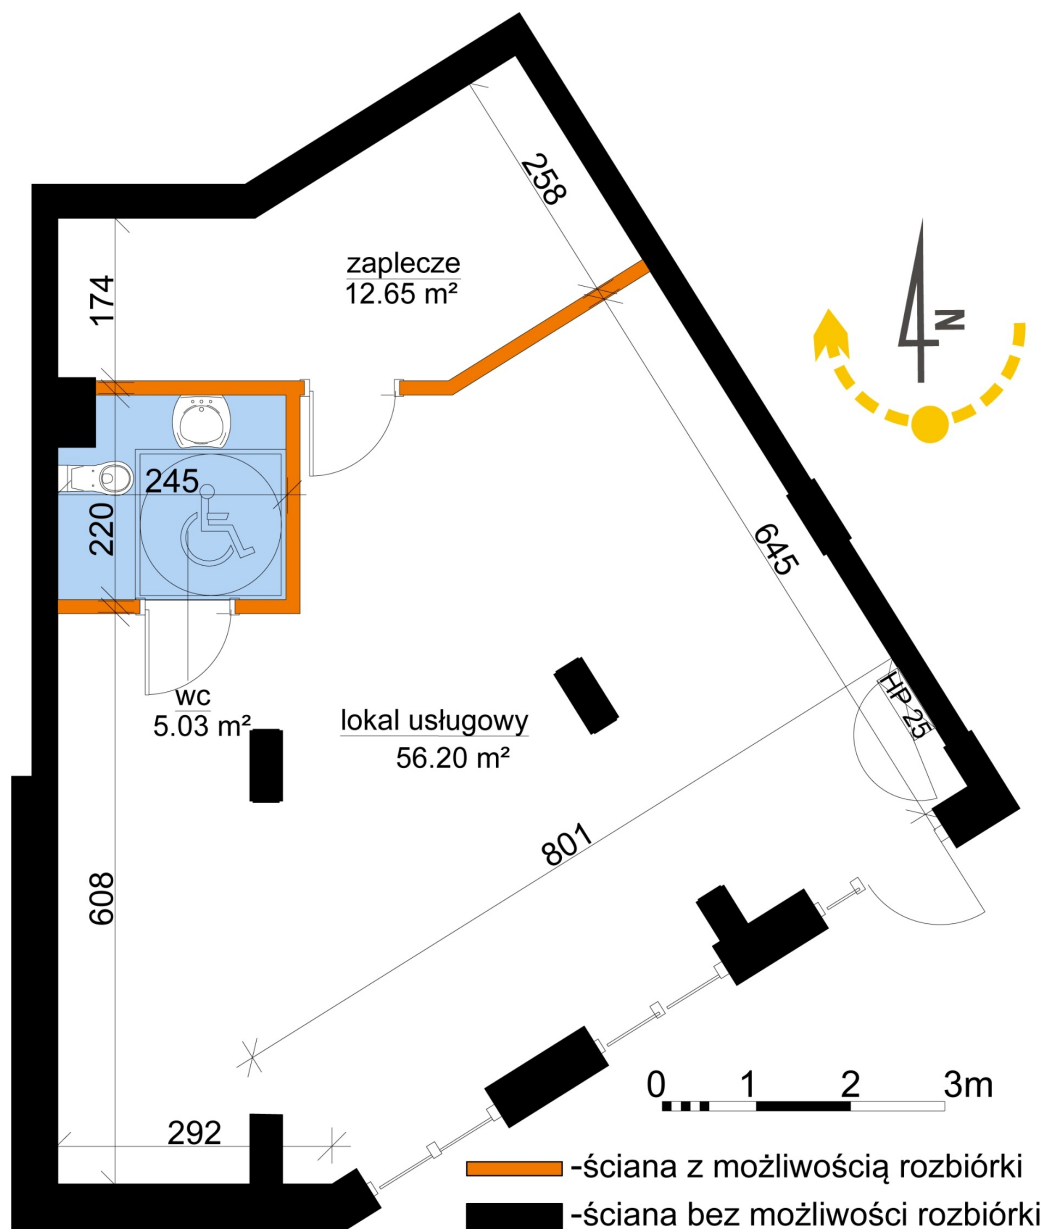 258
zaplecze
12.65 m²
174
N
245
220
645
wc
5.03 m²
lokal usługowy
56.20 m²
HP 25
801
608
292
0 1 2 3m
-ściana z możliwością rozbiórki
-ściana bez możliwości rozbiórki